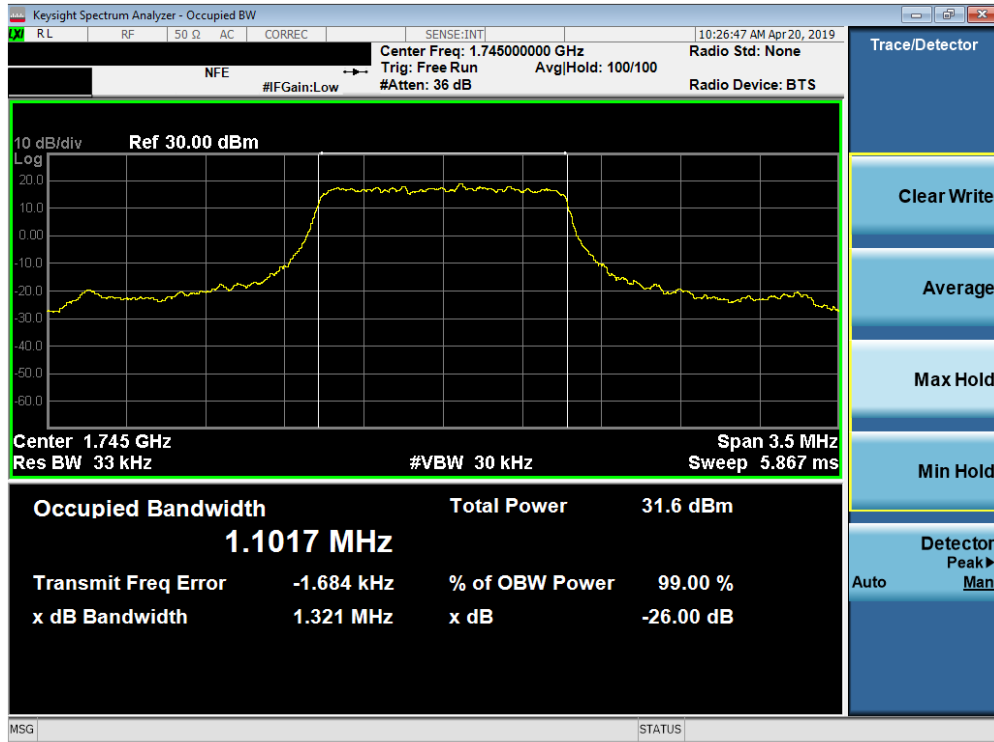 Keysight Spectrum Analyzer - Occupied BW
LXI RL RF 50 Ω AC CORREC SENSE:INT 10:26:47 AM Apr 20, 2019
Center Freq: 1.745000000 GHz Radio Std: None
NFE Trig: Free Run Avg|Hold: 100/100
#IFGain:Low #Atten: 36 dB Radio Device: BTS
10 dB/div Ref 30.00 dBm
Log
20.0
10.0
0.00
-10.0
-20.0
-30.0
-40.0
-50.0
-60.0
Center 1.745 GHz Span 3.5 MHz
Res BW 33 kHz #VBW 30 kHz Sweep 5.867 ms
Occupied Bandwidth Total Power 31.6 dBm
1.1017 MHz
Transmit Freq Error -1.684 kHz % of OBW Power 99.00 %
x dB Bandwidth 1.321 MHz x dB -26.00 dB
MSG STATUS
Trace/Detector
Clear Write
Average
Max Hold
Min Hold
Detector
Peak▶
Auto Man